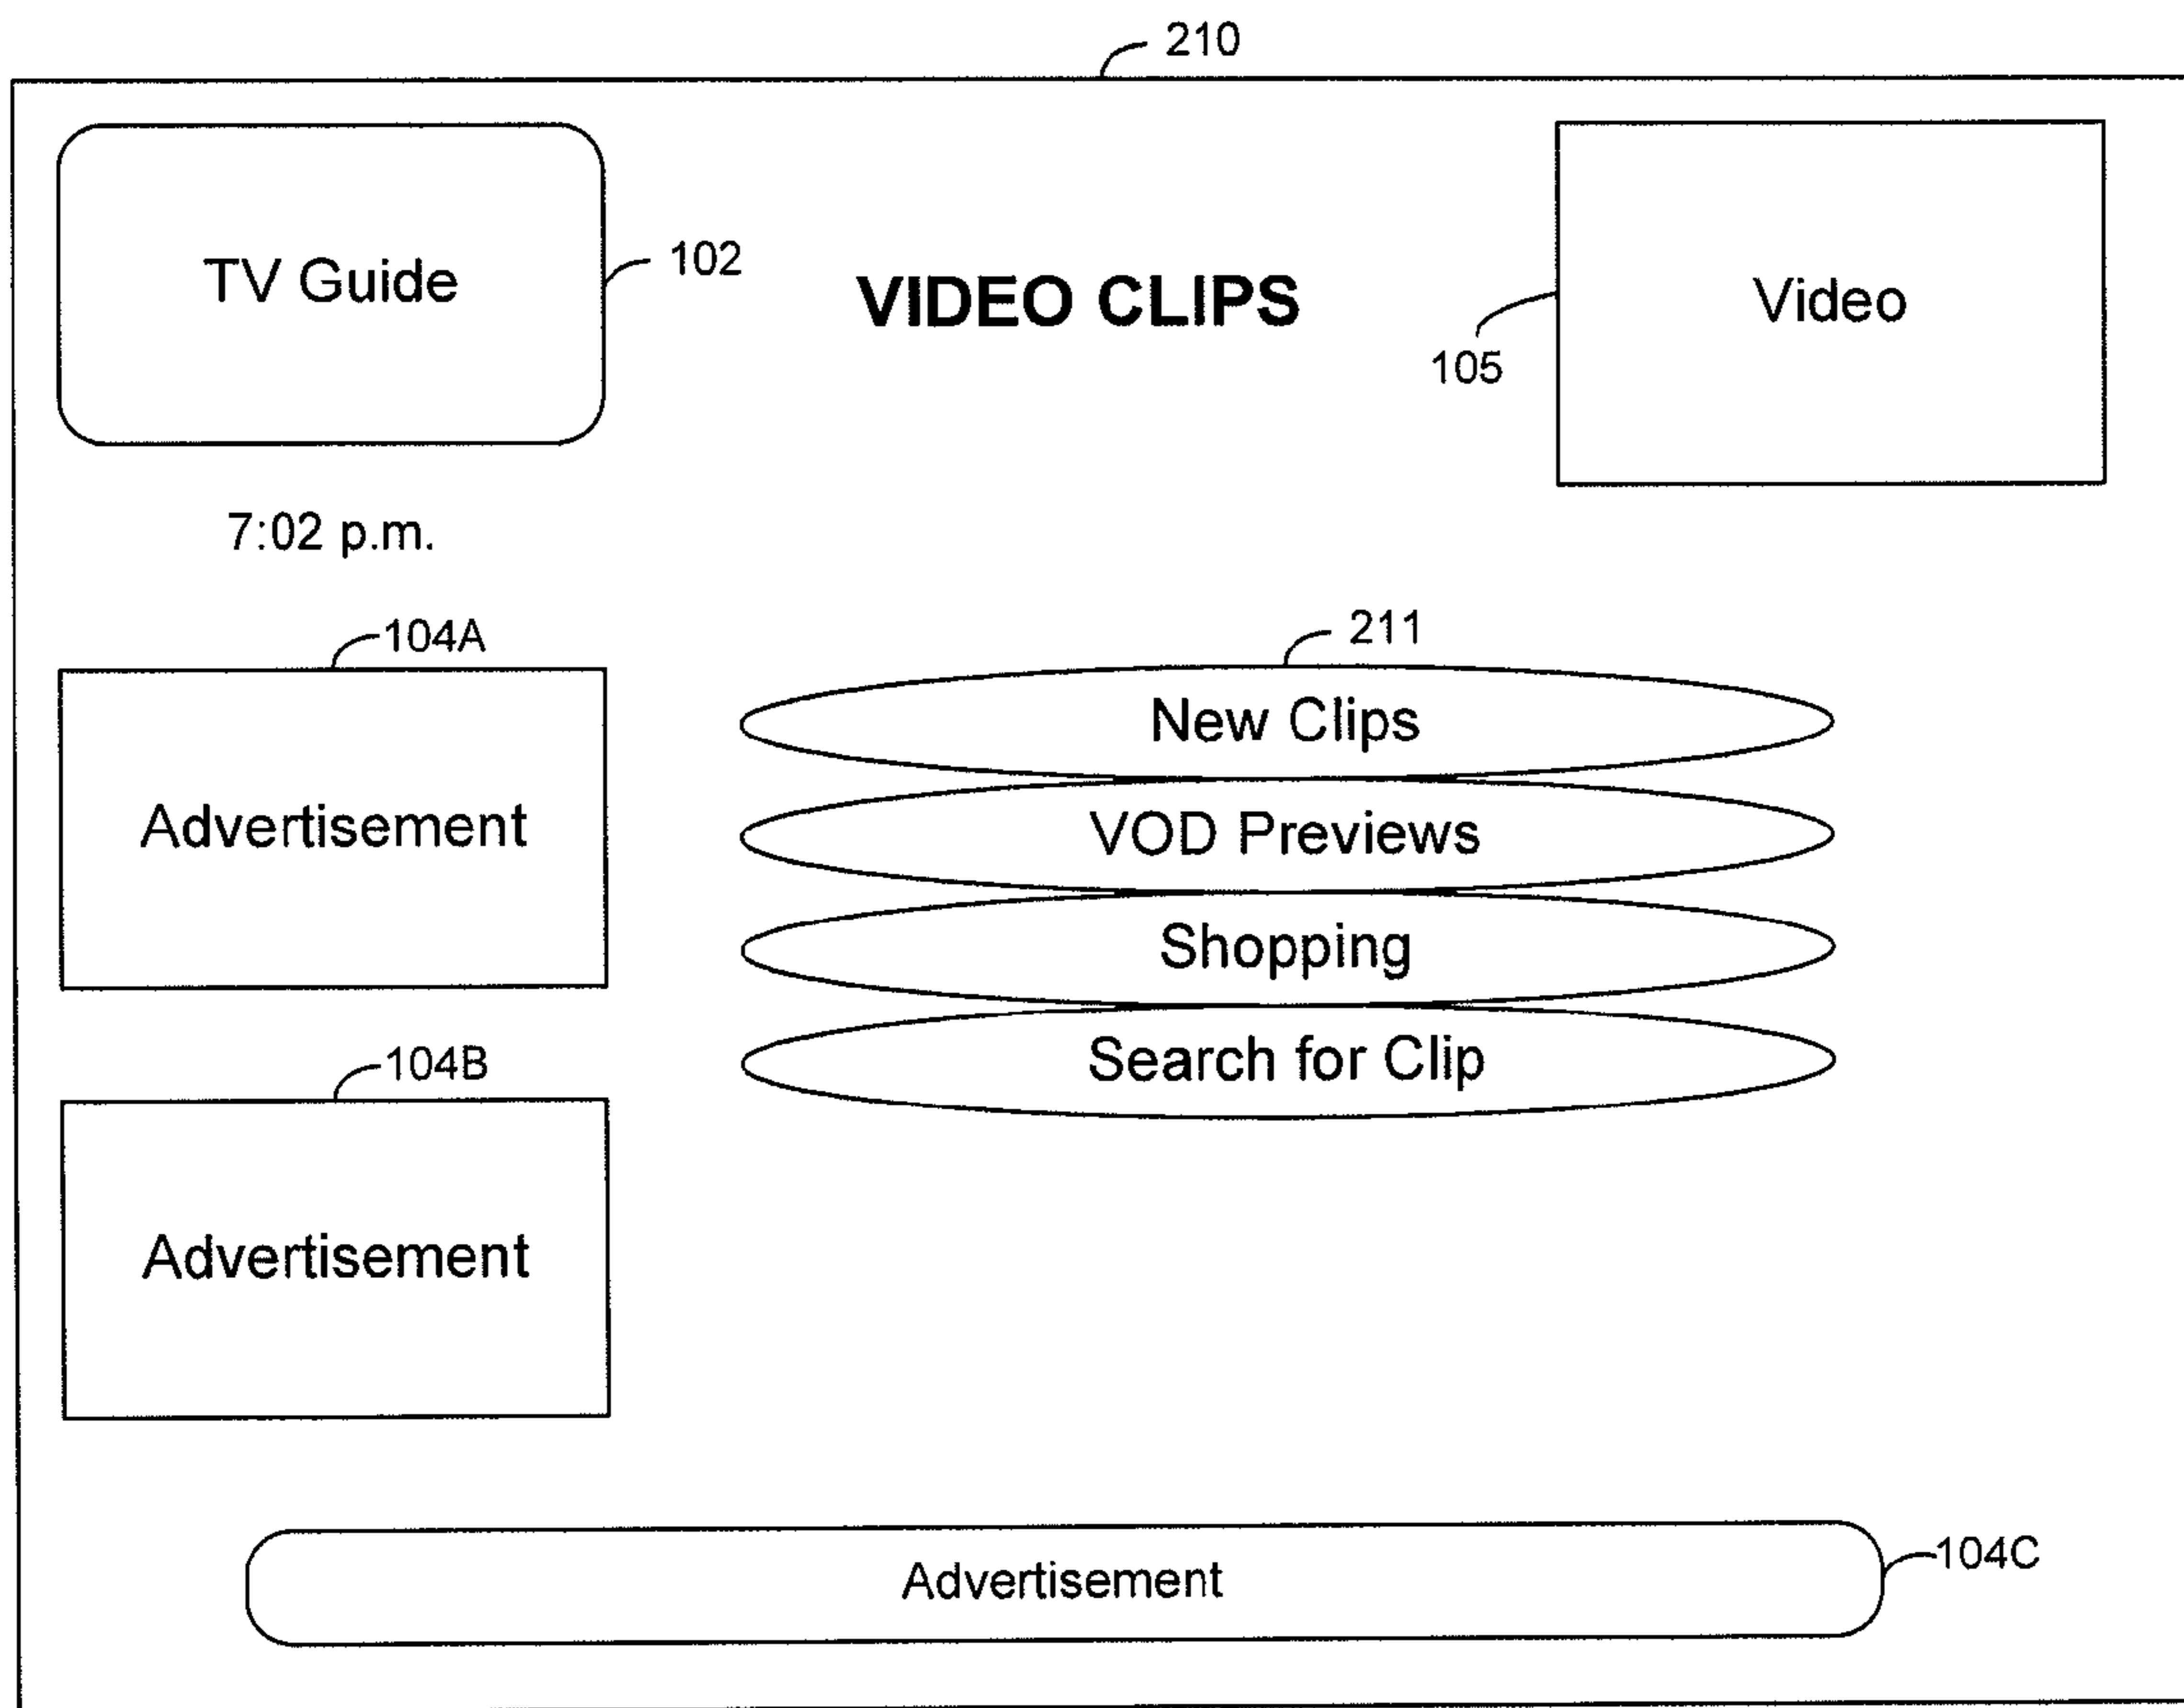 210
TV Guide
102
VIDEO CLIPS
Video
105
7:02 p.m.
104A
Advertisement
211
New Clips
VOD Previews
Shopping
Search for Clip
104B
Advertisement
Advertisement
104C